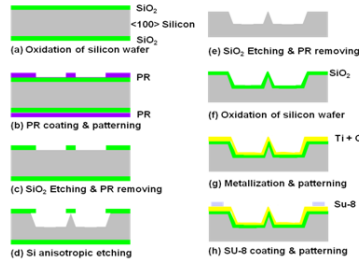 SiO₂
<100> Silicon
SiO₂
(a) Oxidation of silicon wafer
PR
PR
(b) PR coating & patterning
(c) SiO₂ Etching & PR removing
(d) Si anisotropic etching
(e) SiO₂ Etching & PR removing
SiO₂
(f) Oxidation of silicon wafer
Ti +
(g) Metallization & patterning
Su-8
(h) SU-8 coating & patterning